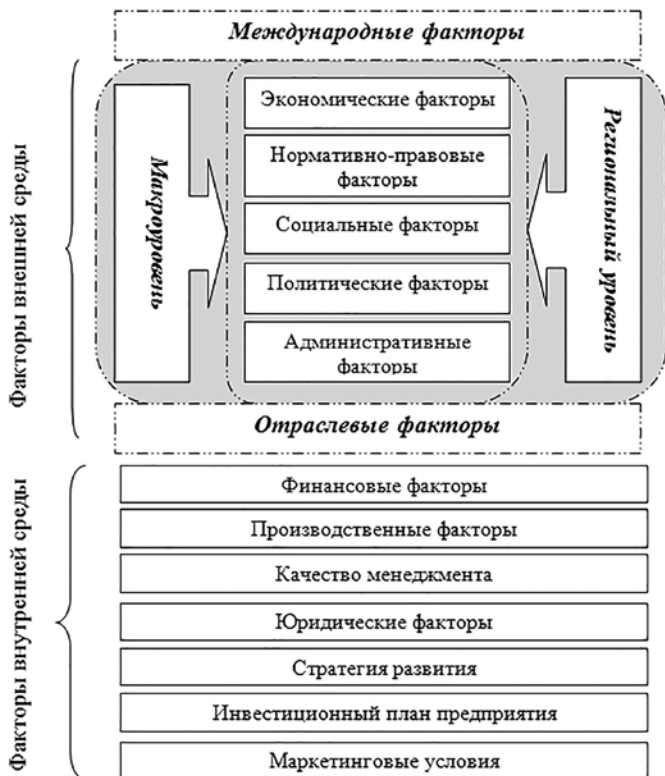 Международные факторы
Факторы внешней среды
Макроуровень
Экономические факторы
Нормативно-правовые
факторы
Социальные факторы
Политические факторы
Административные
факторы
Региональный уровень
Отраслевые факторы
Факторы внутренней среды
Финансовые факторы
Производственные факторы
Качество менеджмента
Юридические факторы
Стратегия развития
Инвестиционный план предприятия
Маркетинговые условия